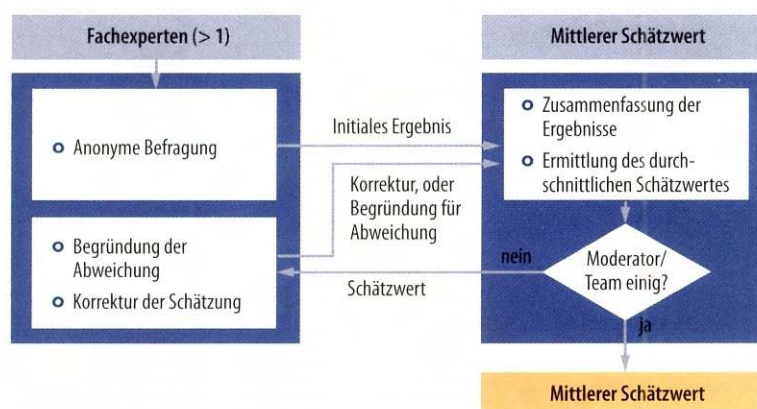 Fachexperten (> 1)
Mittlerer Schätzwert
Anonyme Befragung
Initiales Ergebnis
Zusammenfassung der
Ergebnisse
Ermittlung des durch-
schnittlichen Schätzwertes
Korrektur, oder
Begründung für
Abweichung
Begründung der
Abweichung
Korrektur der Schätzung
nein
Schätzwert
Moderator/
Team einig?
ja
Mittlerer Schätzwert